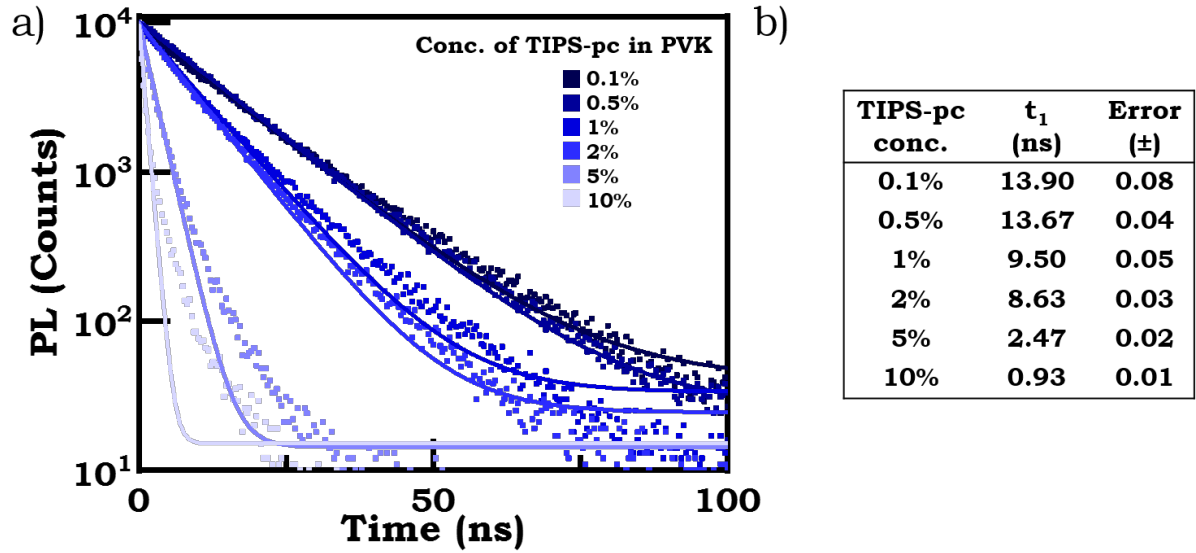 a)
Conc. of TIPS-pc in PVK
0.1%
0.5%
1%
2%
5%
10%
PL (Counts)
10⁴
10³
10²
10¹
0
50
100
Time (ns)
b)
TIPS-pc conc. t₁ (ns) Error (±)
0.1% 13.90 0.08
0.5% 13.67 0.04
1% 9.50 0.05
2% 8.63 0.03
5% 2.47 0.02
10% 0.93 0.01